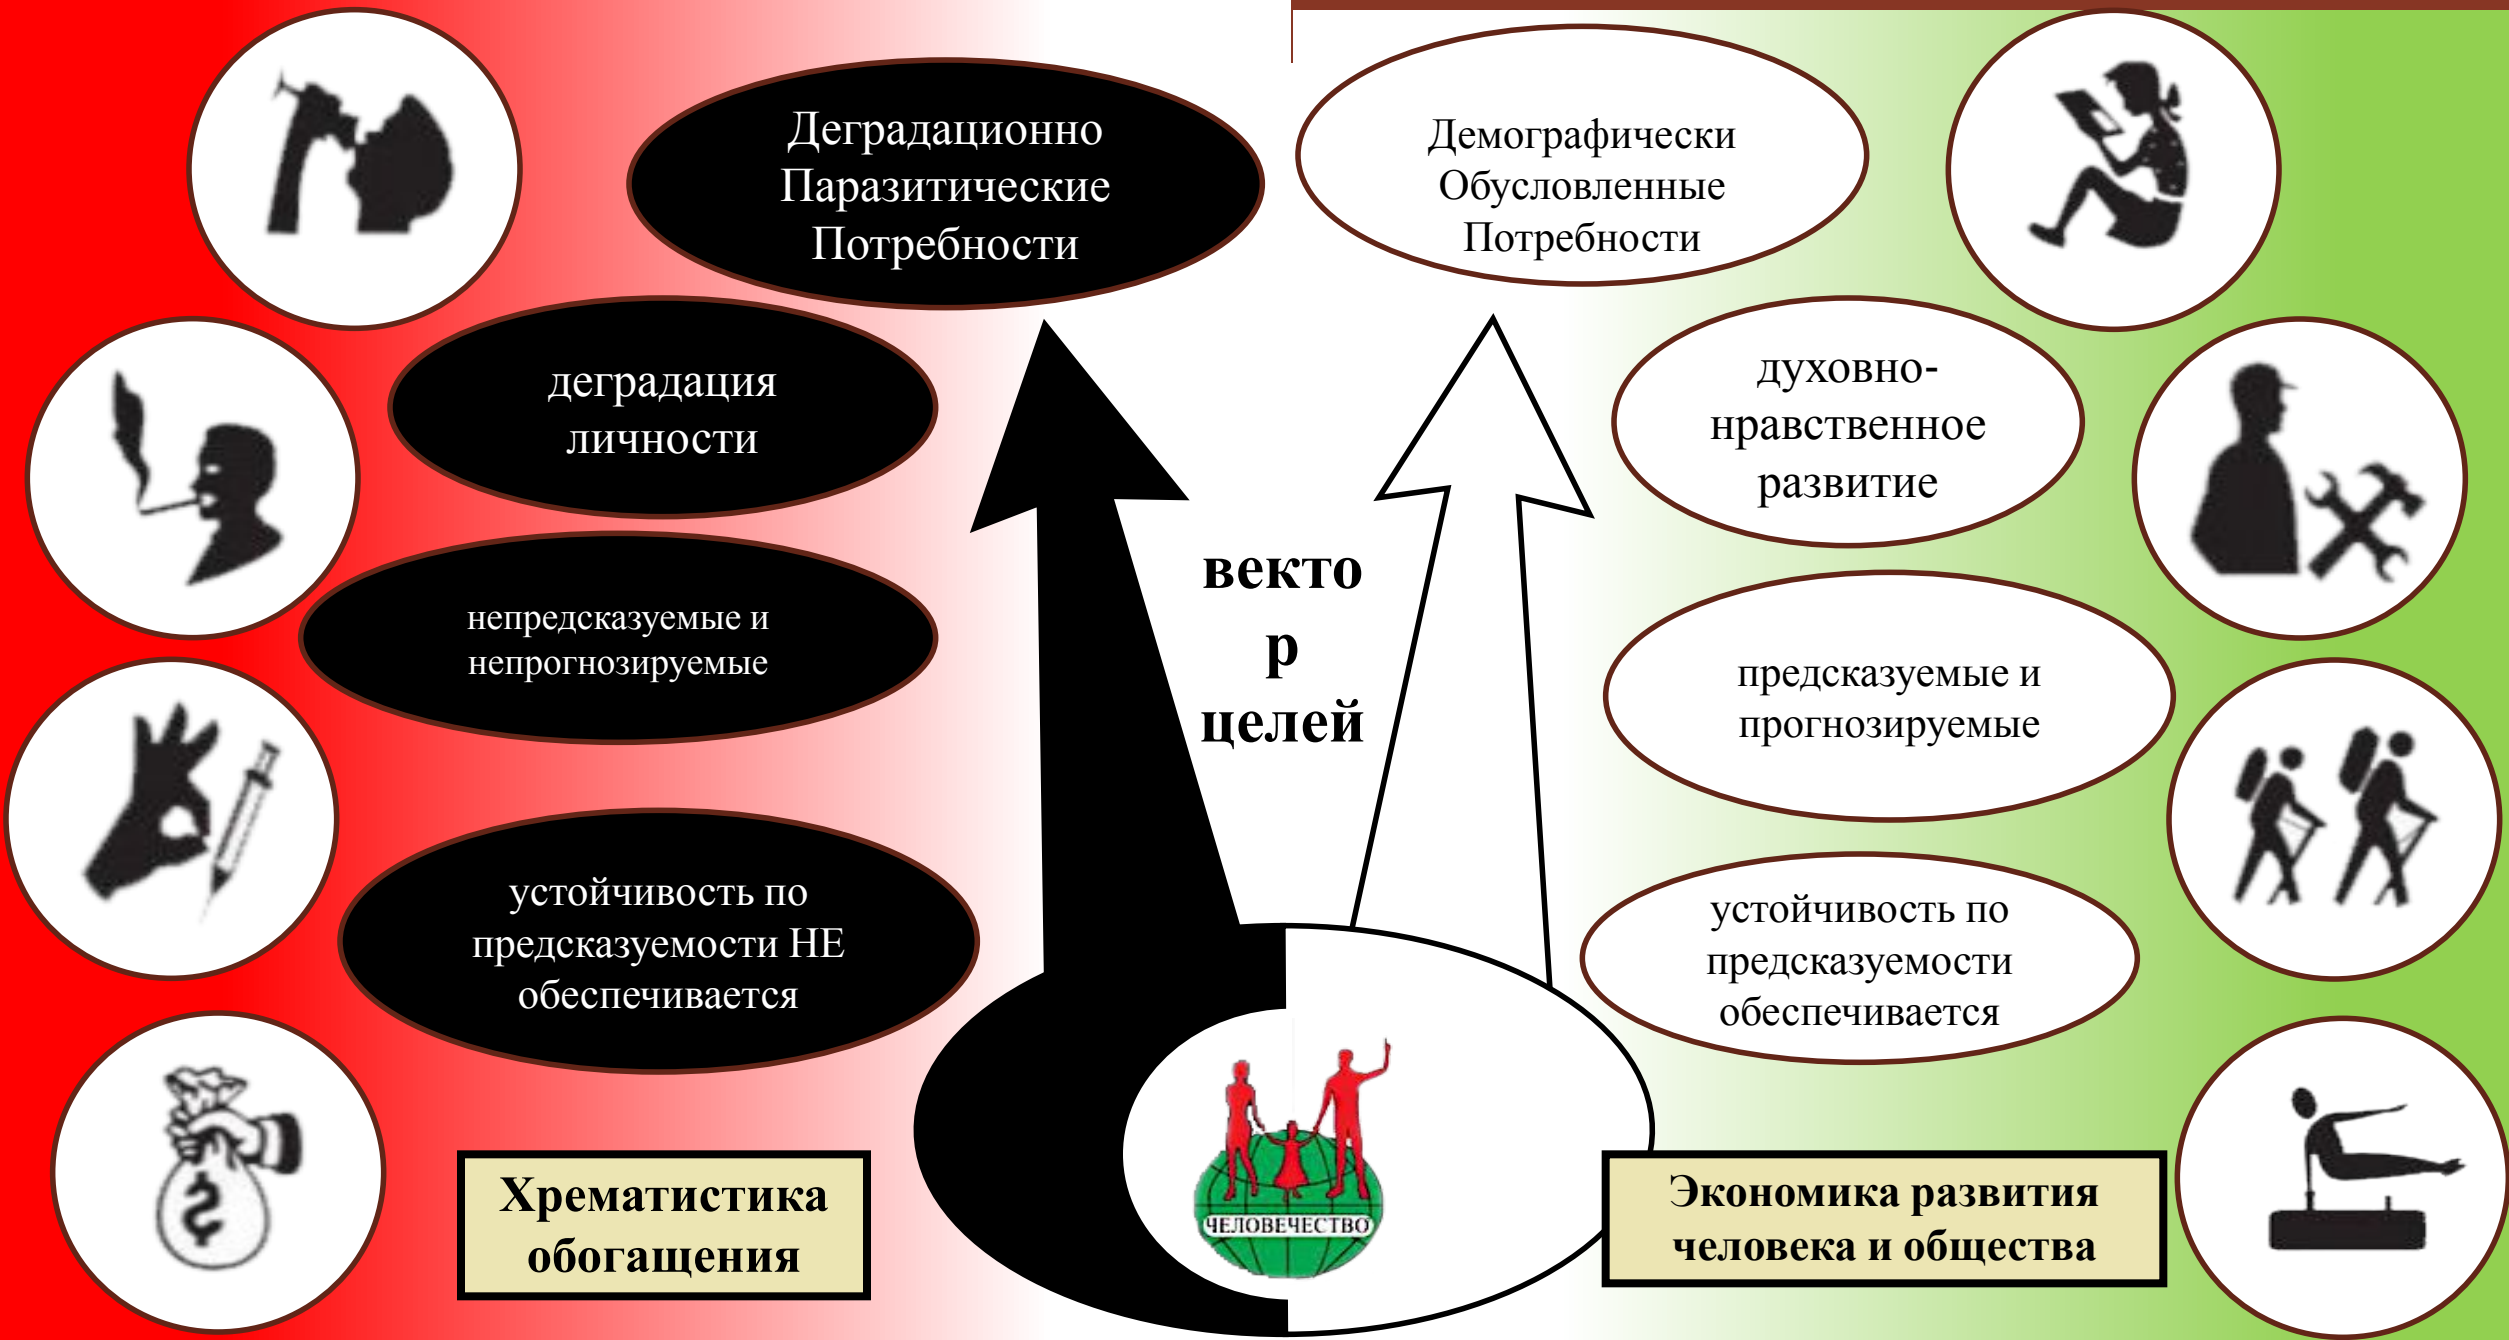 Деградационно
Паразитические
Потребности
Демографически
Обусловленные
Потребности
деградация
личности
духовно-
нравственное
развитие
векто
р
целей
непредсказуемые и
непрогнозируемые
предсказуемые и
прогнозируемые
устойчивость по
предсказуемости НЕ
обеспечивается
устойчивость по
предсказуемости
обеспечивается
ЧЕЛОВЕЧЕСТВО
Хрематистика
обогащения
Экономика развития
человека и общества